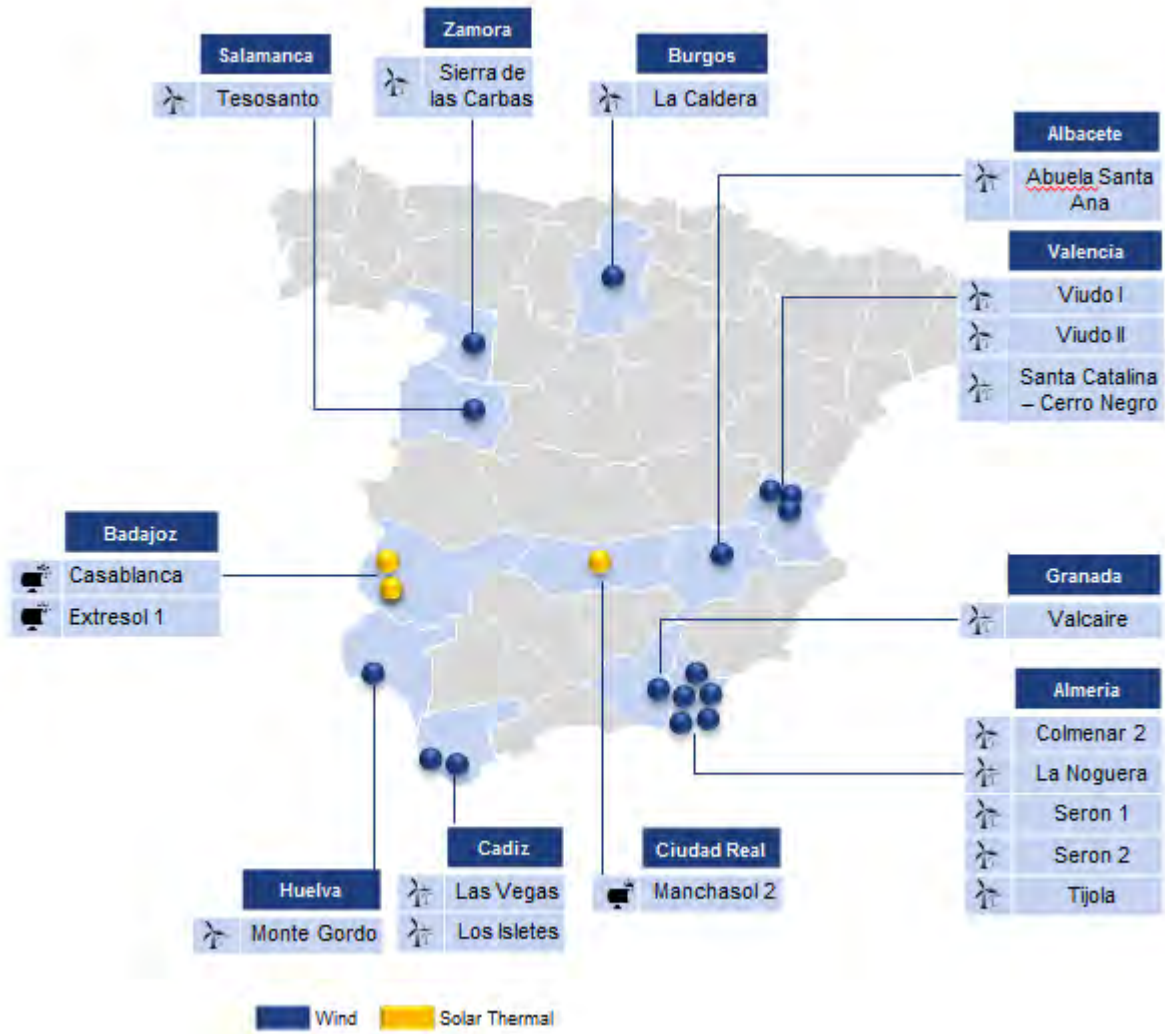 Zamora
Sierra de
las Carbas
Salamanca
Tesosanto
Burgos
La Caldera
Albacete
Abuela Santa
Ana
Valencia
Viudo I
Viudo II
Santa Catalina
– Cerro Negro
Badajoz
Casablanca
Extresol 1
Granada
Valcaire
Almeria
Colmenar 2
La Noguera
Seron 1
Seron 2
Tijola
Cadiz
Las Vegas
Los Isletes
Ciudad Real
Manchasol 2
Huelva
Monte Gordo
Wind
Solar Thermal